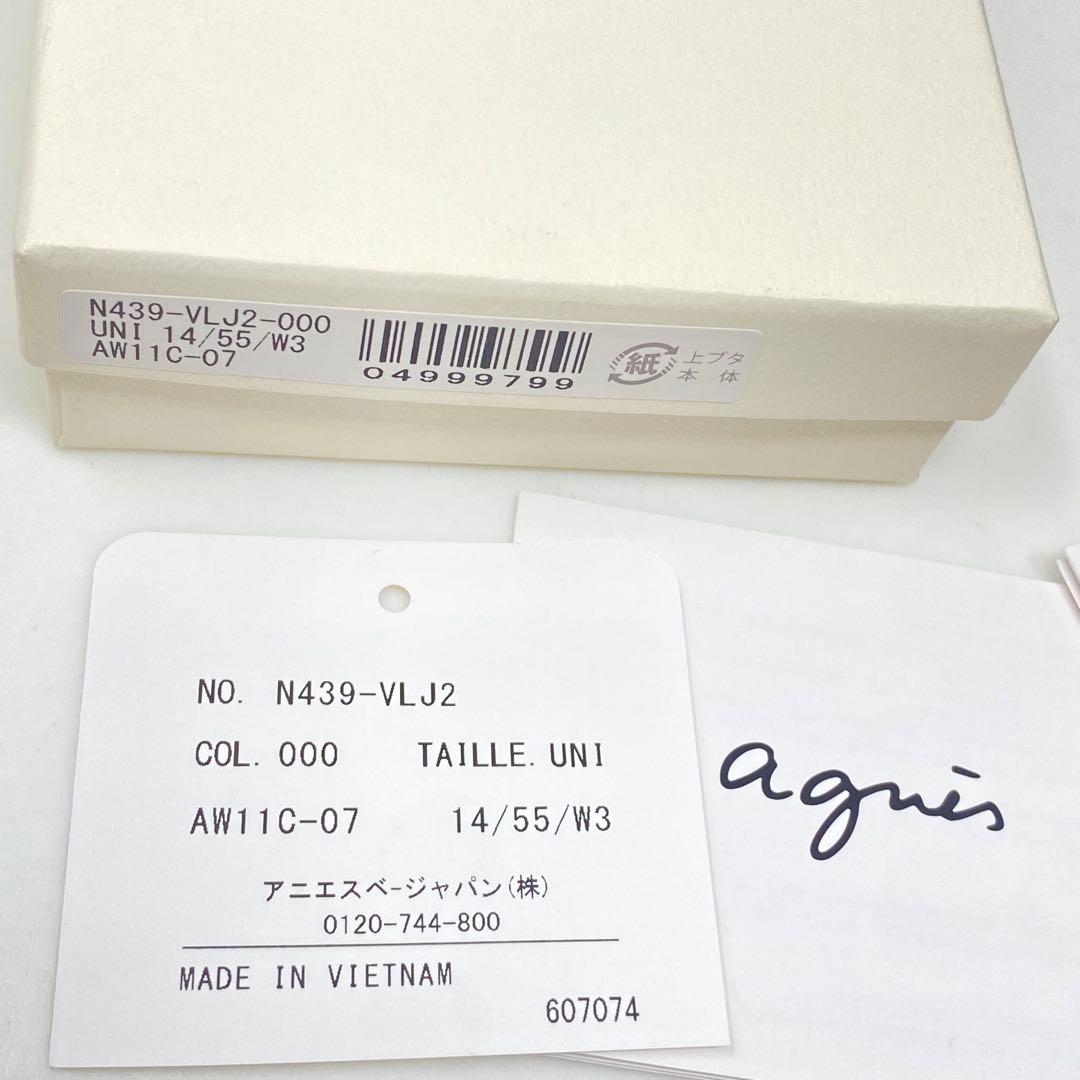 N439-VLJ2-000
UNI 14/55/W3
AW11C-07
04999799
紙
上ブタ
本 体
NO. N439-VLJ2
COL. 000 TAILLE. UNI
AW11C-07 14/55/W3
アニエスベｰジャパン(株)
0120-744-800
MADE IN VIETNAM
607074
agnès